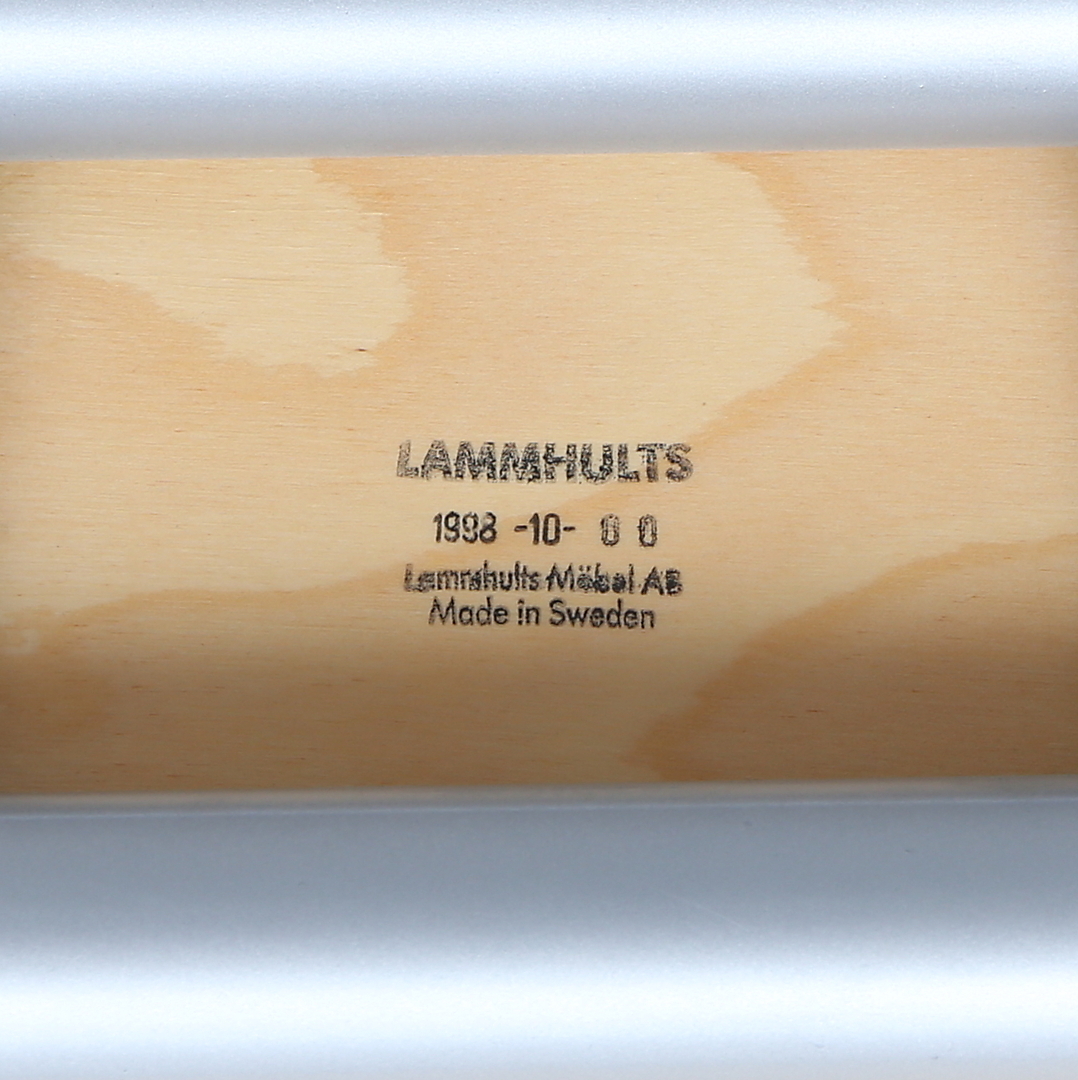 LAMMHULTS
1998 -10- 0 0
Lammhults Möbel AB
Made in Sweden